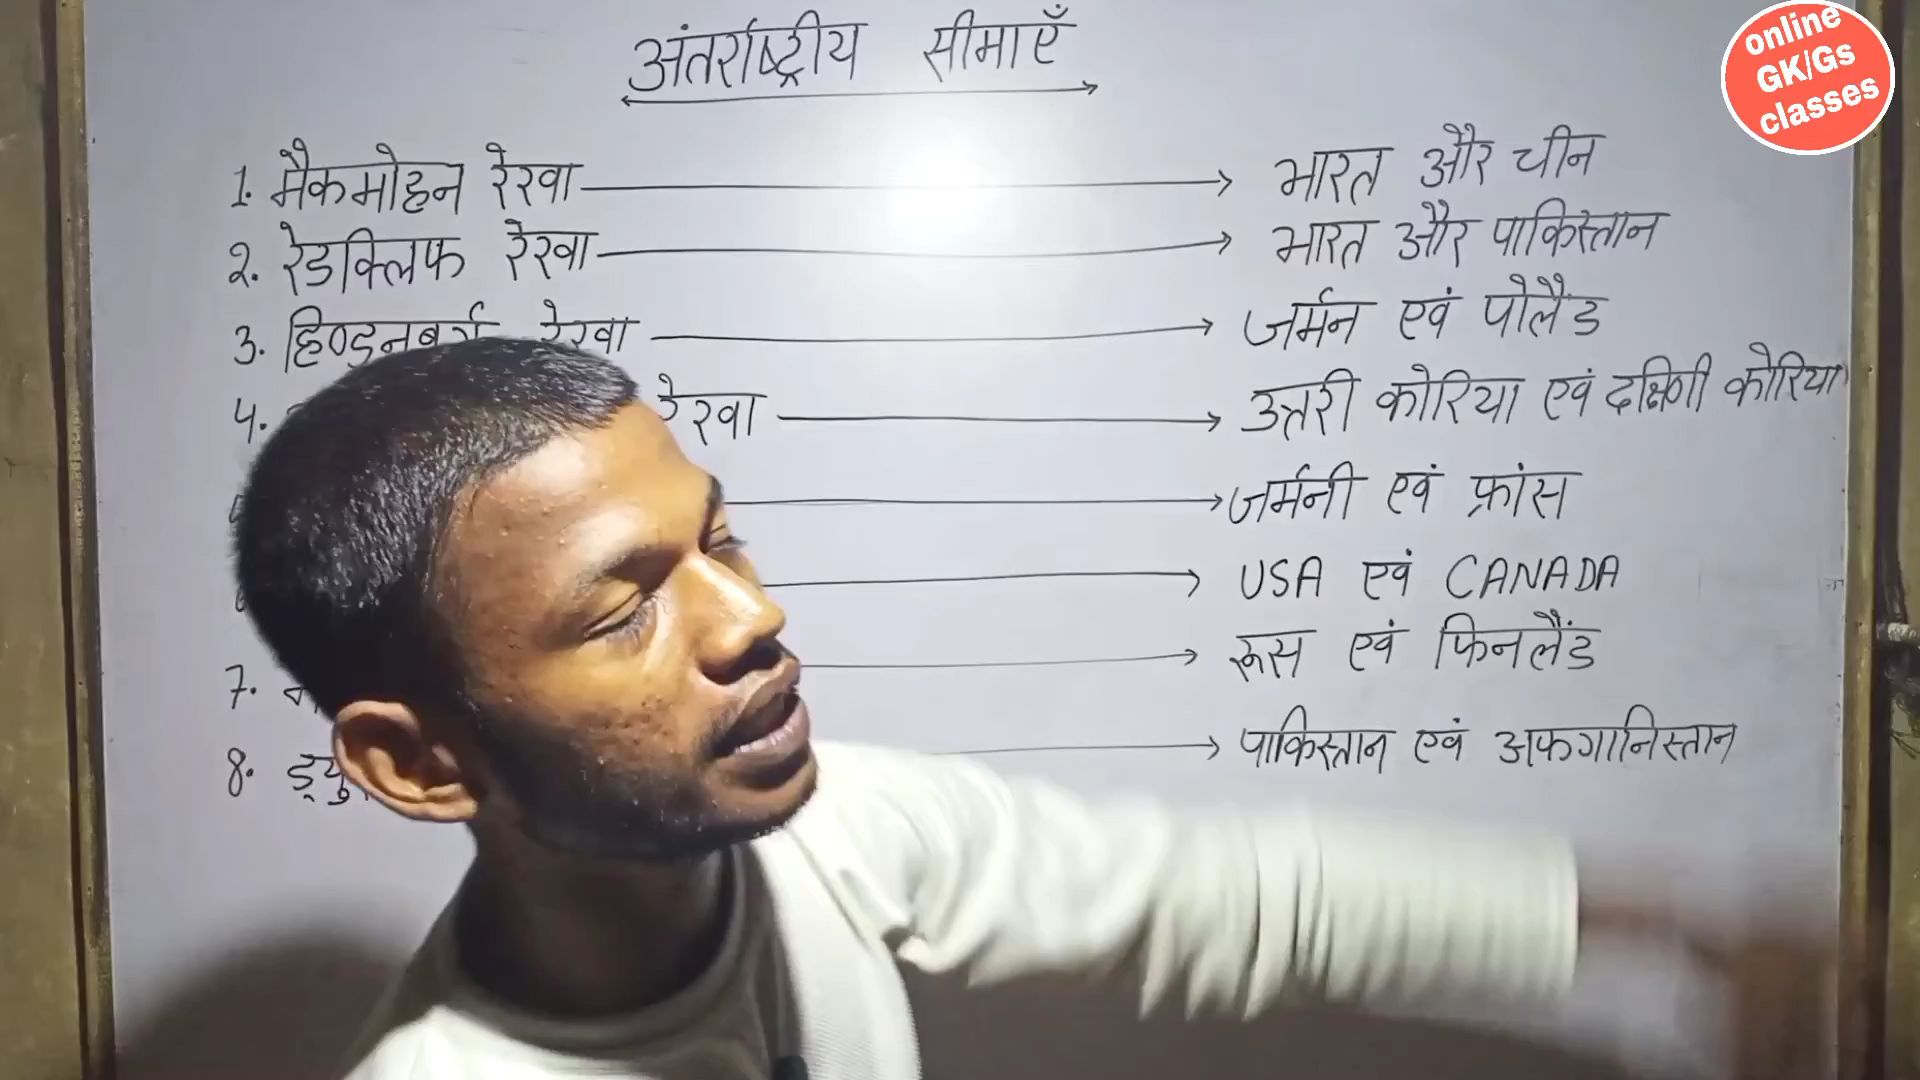 अंतर्राष्ट्रीय सीमाएँ
online
GK/Gs
classes
1. मैकमोहन रेखा → भारत और चीन
2. रेडक्लिफ रेखा → भारत और पाकिस्तान
3. हिण्डनबर्ग रेखा → जर्मन एवं पोलैंड
4. रेखा → उत्तरी कोरिया एवं दक्षिणी कोरिया
→ जर्मनी एवं फ्रांस
→ USA एवं CANADA
7. → रूस एवं फिनलैंड
8. → पाकिस्तान एवं अफगानिस्तान